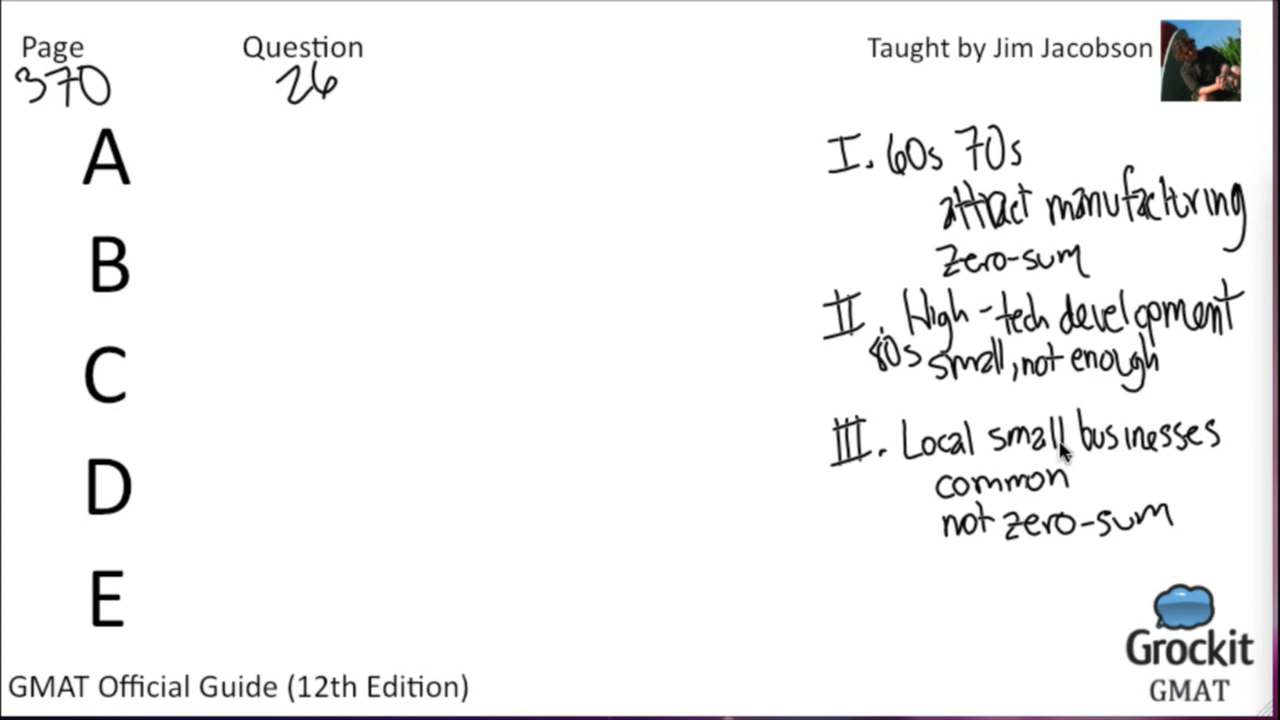 Page
Question
Taught by Jim Jacobson
370
26
A
B
C
D
E
I. 60s 70s
attract manufacturing
zero-sum
II. High-tech development
80s small, not enough
III. Local small businesses
common
not zero-sum
Grockit
GMAT
GMAT Official Guide (12th Edition)